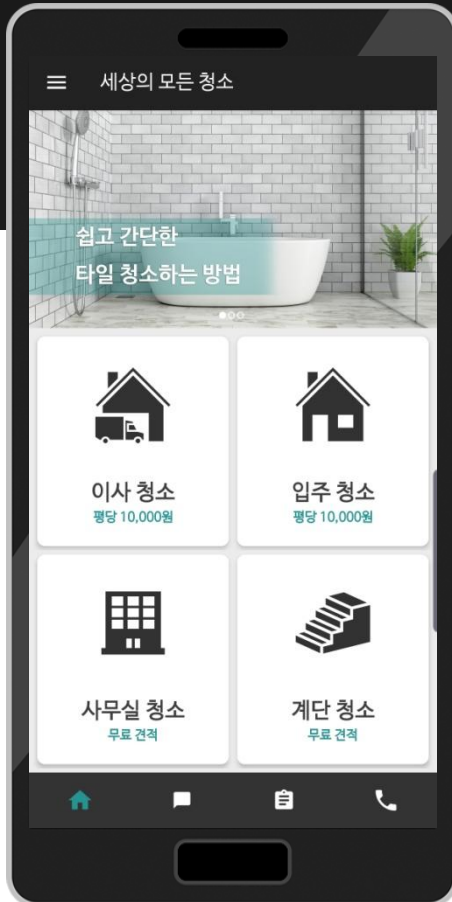 세상의 모든 청소
쉽고 간단한
타일 청소하는 방법
이사 청소
평당 10,000원
입주 청소
평당 10,000원
사무실 청소
무료 견적
계단 청소
무료 견적